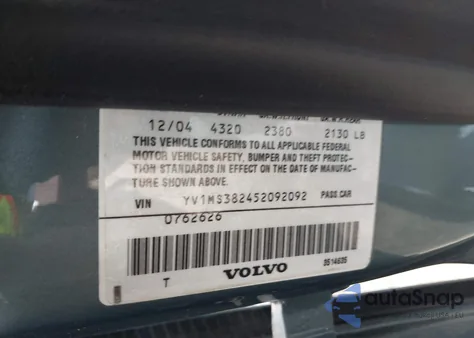 12/04 4320 2380 2130 LB
THIS VEHICLE CONFORMS TO ALL APPLICABLE FEDERAL
MOTOR VEHICLE SAFETY, BUMPER AND THEFT PROTEC-
TION STANDARDS IN EFFECT ON THE DATE OF MANUFAC-
TURE SHOWN ABOVE.
VIN YV1MS382452092092 PASS CAR
0762626
T VOLVO 3514635
autoSnap